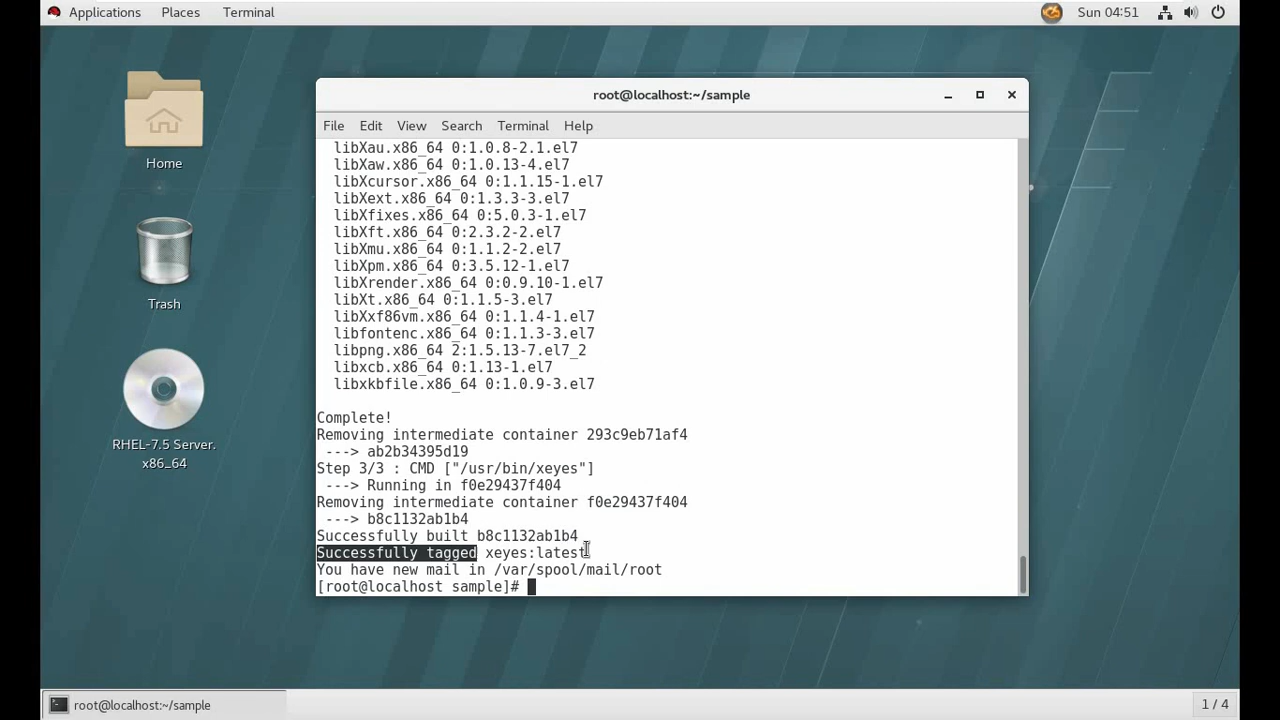 Applications Places Terminal Sun 04:51
Home
Trash
RHEL-7.5 Server.
x86_64
root@localhost:~/sample
File Edit View Search Terminal Help
libXau.x86_64 0:1.0.8-2.1.el7
libXaw.x86_64 0:1.0.13-4.el7
libXcursor.x86_64 0:1.1.15-1.el7
libXext.x86_64 0:1.3.3-3.el7
libXfixes.x86_64 0:5.0.3-1.el7
libXft.x86_64 0:2.3.2-2.el7
libXmu.x86_64 0:1.1.2-2.el7
libXpm.x86_64 0:3.5.12-1.el7
libXrender.x86_64 0:0.9.10-1.el7
libXt.x86_64 0:1.1.5-3.el7
libXxf86vm.x86_64 0:1.1.4-1.el7
libfontenc.x86_64 0:1.1.3-3.el7
libpng.x86_64 2:1.5.13-7.el7_2
libxcb.x86_64 0:1.13-1.el7
libxkbfile.x86_64 0:1.0.9-3.el7
Complete!
Removing intermediate container 293c9eb71af4
---> ab2b34395d19
Step 3/3 : CMD ["/usr/bin/xeyes"]
---> Running in f0e29437f404
Removing intermediate container f0e29437f404
---> b8c1132ab1b4
Successfully built b8c1132ab1b4
Successfully tagged xeyes:latest
You have new mail in /var/spool/mail/root
[root@localhost sample]#
root@localhost:~/sample 1 / 4